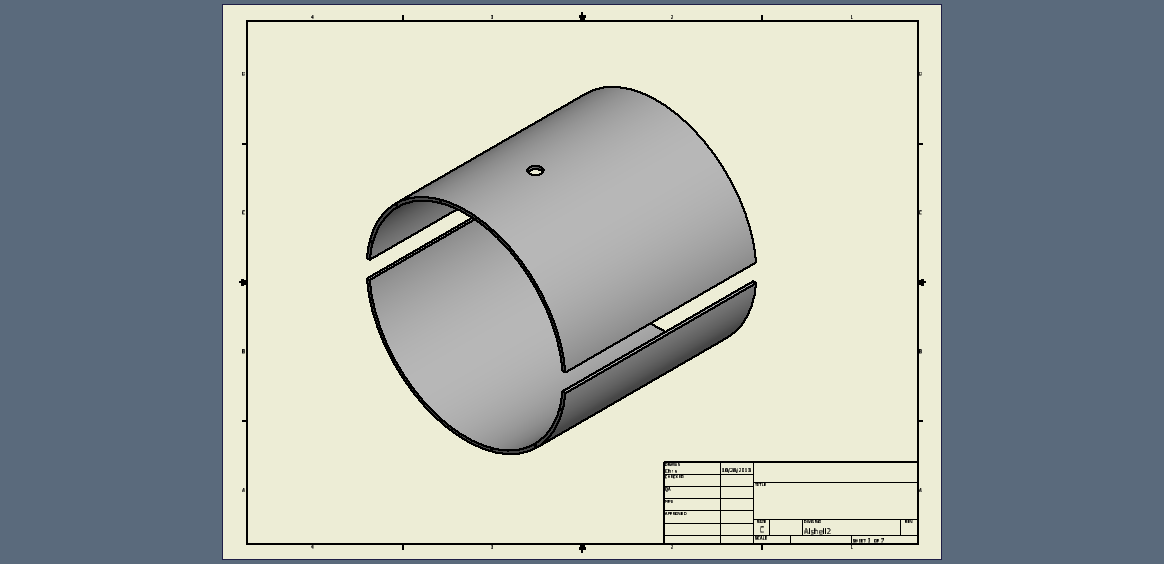 4 3 2 1
DRAWN
Chris
10/28/2010
CHECKED
QA
MFG
APPROVED
TITLE
SIZE
C
DWG NO
Alshell2
REV
SCALE
SHEET 1 OF 7
4 3 2 1